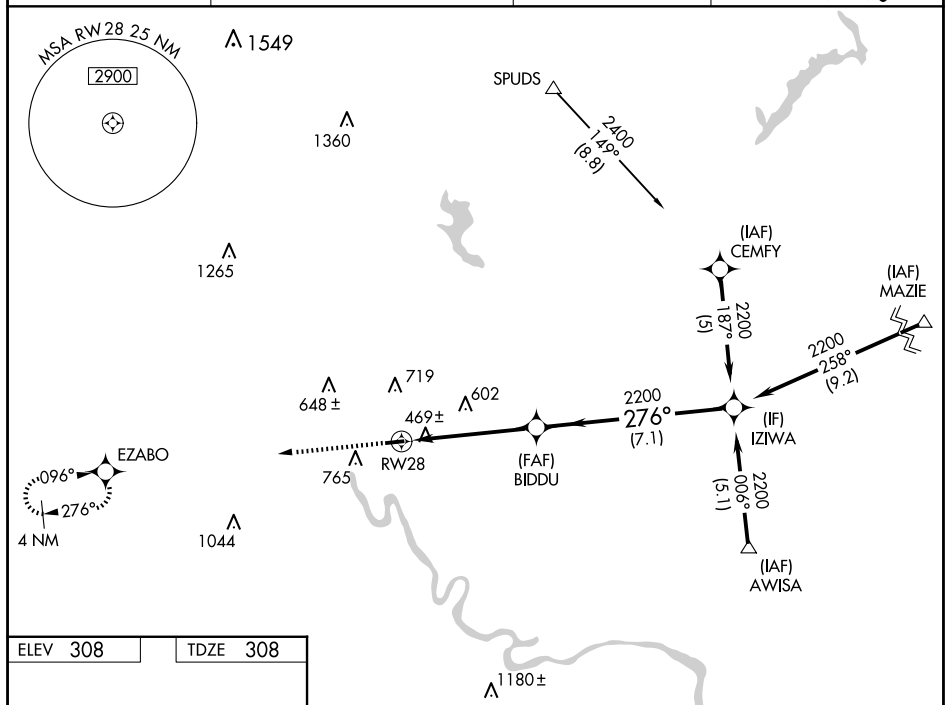 MSA RW 28 25 NM
2900
1549
1360
1265
SPUDS
2400
149°
(8.8)
(IAF)
CEMFY
(IAF)
MAZIE
2200
187°
(5)
2200
258°
(9.2)
648 ±
719
602
469 ±
2200
276°
(7.1)
(IF)
IZIWA
EZABO
096°
276°
4 NM
765
RW28
(FAF)
BIDDU
2200
006°
(5.1)
1044
(IAF)
AWISA
ELEV 308
TDZE 308
1180 ±